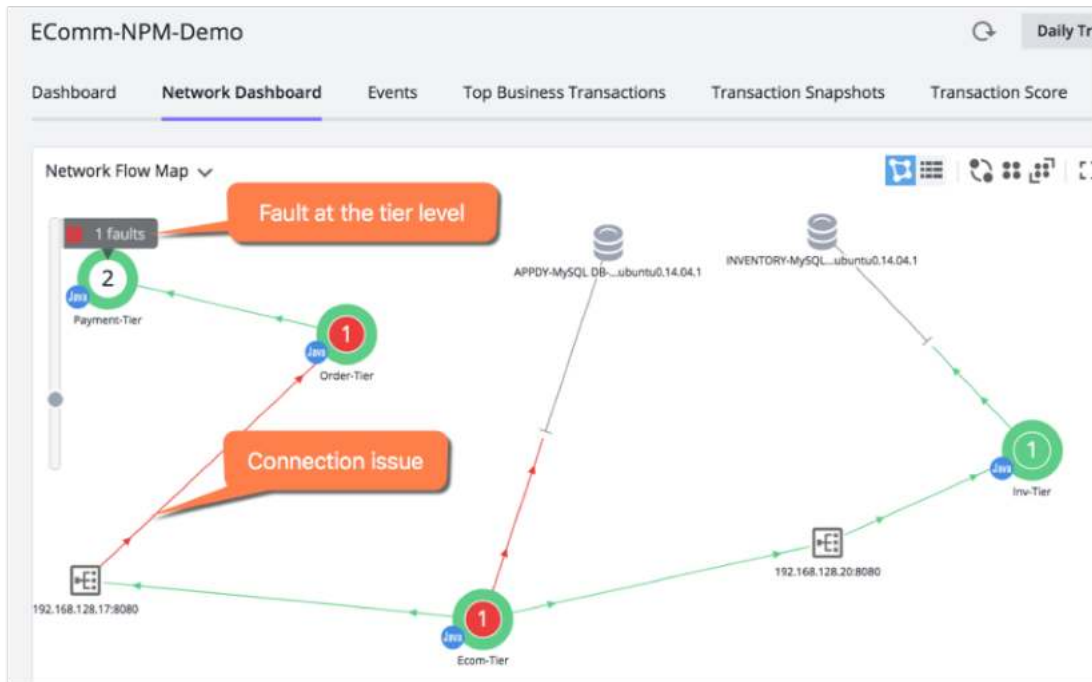 EComm-NPM-Demo
Daily Tr
Dashboard Network Dashboard Events Top Business Transactions Transaction Snapshots Transaction Score
Network Flow Map
Fault at the tier level
1 faults
2
Java
Payment-Tier
APPDY-MySQL DB-...ubuntu0.14.04.1
INVENTORY-MySQL...ubuntu0.14.04.1
1
Java
Order-Tier
Connection issue
1
Java
Inv-Tier
192.168.128.20:8080
192.168.128.17:8080
1
Java
Ecom-Tier